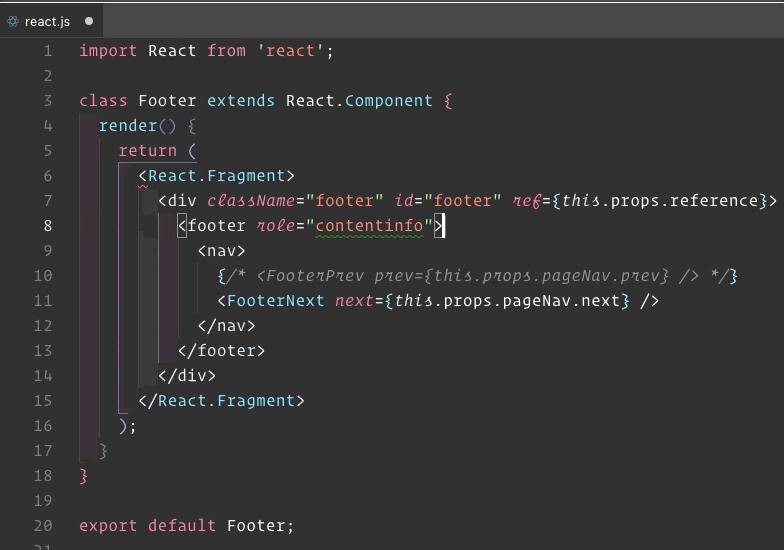 react.js
1 import React from 'react';
2
3 class Footer extends React.Component {
4 render() {
5 return (
6 <React.Fragment>
7 <div className="footer" id="footer" ref={this.props.reference}>
8 <footer role="contentinfo">
9 <nav>
10 {/* <FooterPrev prev={this.props.pageNav.prev} /> */}
11 <FooterNext next={this.props.pageNav.next} />
12 </nav>
13 </footer>
14 </div>
15 </React.Fragment>
16 );
17 }
18 }
19
20 export default Footer;
21